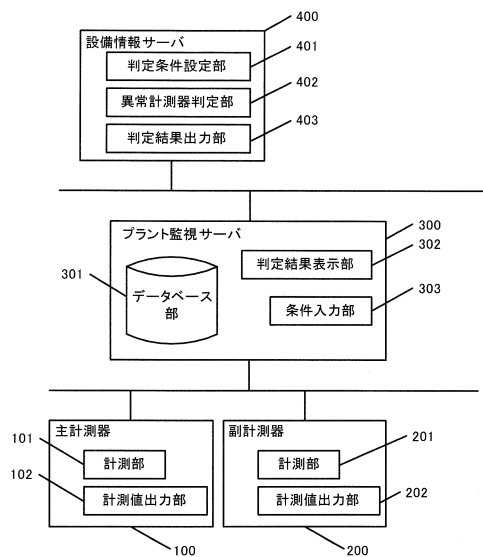 400
設備情報サーバ
401
判定条件設定部
402
異常計測器判定部
403
判定結果出力部
300
プラント監視サーバ
302
判定結果表示部
301
データベース
部
303
条件入力部
主計測器
副計測器
101
計測部
201
計測部
102
計測値出力部
計測値出力部
202
100
200